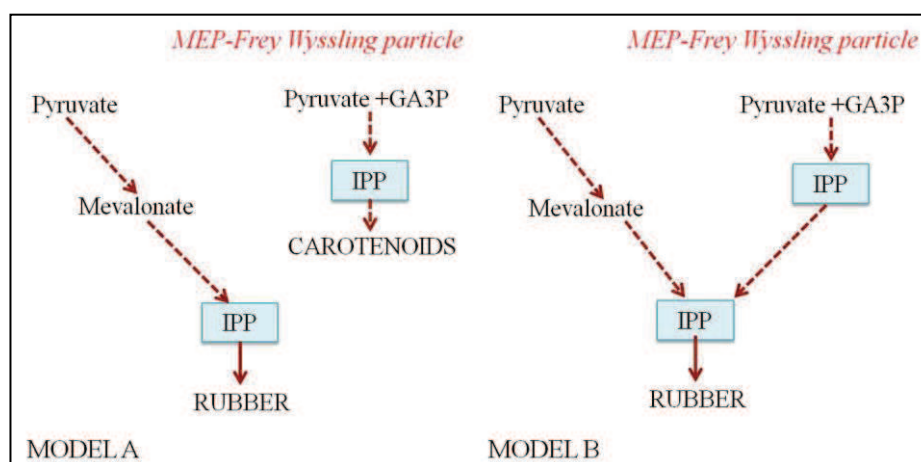 MEP-Frey Wyssling particle
Pyruvate
Pyruvate +GA3P
IPP
Mevalonate
CAROTENOIDS
IPP
RUBBER
MODEL A
MEP-Frey Wyssling particle
Pyruvate
Pyruvate +GA3P
IPP
Mevalonate
IPP
RUBBER
MODEL B